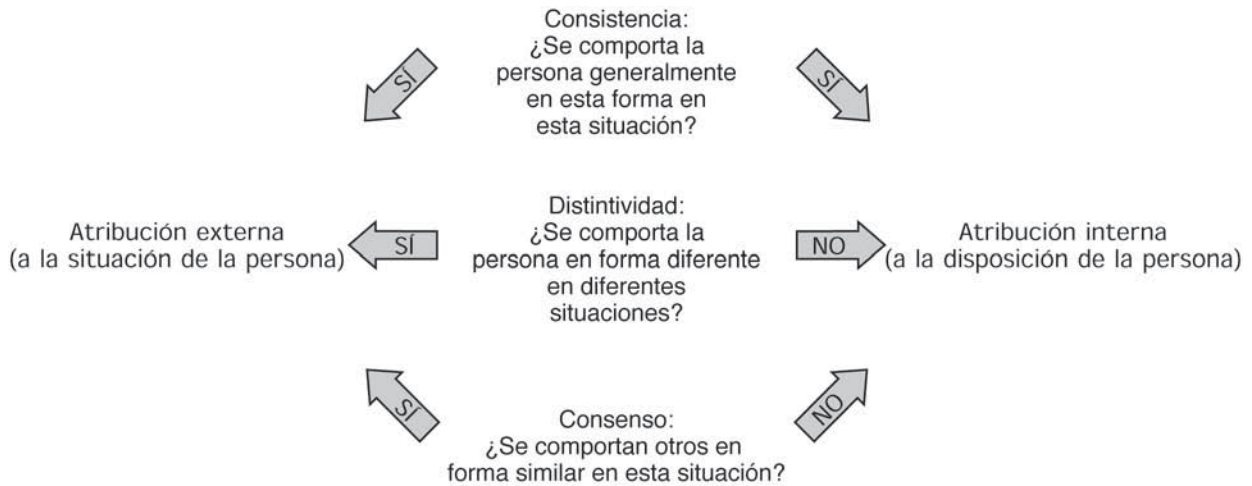 Consistencia:
¿Se comporta la
persona generalmente
en esta forma en
esta situación?
SÍ
SÍ
Distintividad:
¿Se comporta la
persona en forma diferente
en diferentes
situaciones?
Atribución externa
(a la situación de la persona)
SÍ
NO
Atribución interna
(a la disposición de la persona)
SÍ
NO
Consenso:
¿Se comportan otros en
forma similar en esta situación?